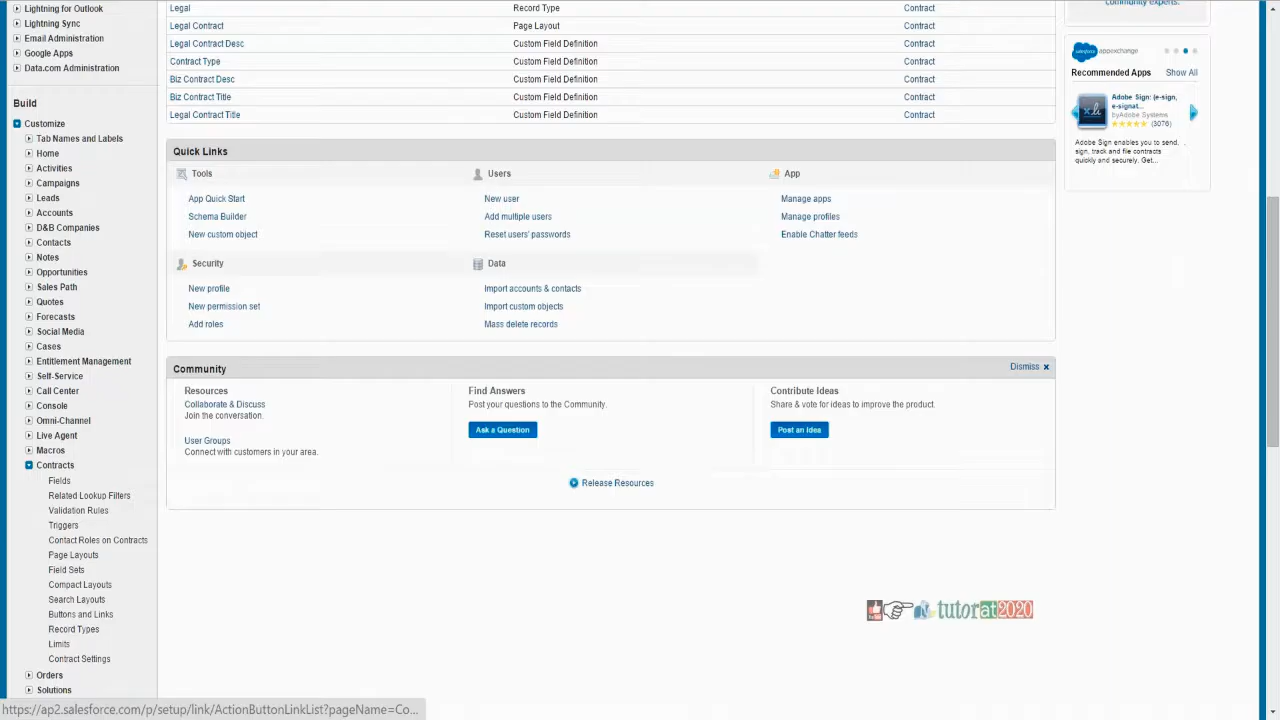 Lightning for Outlook
Lightning Sync
Email Administration
Google Apps
Data.com Administration
Build
Customize
Tab Names and Labels
Home
Activities
Campaigns
Leads
Accounts
D&B Companies
Contacts
Notes
Opportunities
Sales Path
Quotes
Forecasts
Social Media
Cases
Entitlement Management
Self-Service
Call Center
Console
Omni-Channel
Live Agent
Macros
Contracts
Fields
Related Lookup Filters
Validation Rules
Triggers
Contact Roles on Contracts
Page Layouts
Field Sets
Compact Layouts
Search Layouts
Buttons and Links
Record Types
Limits
Contract Settings
Orders
Solutions
Legal Record Type Contract
Legal Contract Page Layout Contract
Legal Contract Desc Custom Field Definition Contract
Contract Type Custom Field Definition Contract
Biz Contract Desc Custom Field Definition Contract
Biz Contract Title Custom Field Definition Contract
Legal Contract Title Custom Field Definition Contract
Quick Links
Tools
App Quick Start
Schema Builder
New custom object
Users
New user
Add multiple users
Reset users' passwords
App
Manage apps
Manage profiles
Enable Chatter feeds
Security
New profile
New permission set
Add roles
Data
Import accounts & contacts
Import custom objects
Mass delete records
Community Dismiss x
Resources
Collaborate & Discuss
Join the conversation.
User Groups
Connect with customers in your area.
Find Answers
Post your questions to the Community.
Ask a Question
Contribute Ideas
Share & vote for ideas to improve the product.
Post an Idea
Release Resources
community experts.
salesforce appexchange
Recommended Apps Show All
Adobe Sign: (e-sign,
e-signat...
byAdobe Systems
(3076)
Adobe Sign enables you to send,
sign, track and file contracts
quickly and securely. Get...
tutorat2020
https://ap2.salesforce.com/p/setup/link/ActionButtonLinkList?pageName=Co...